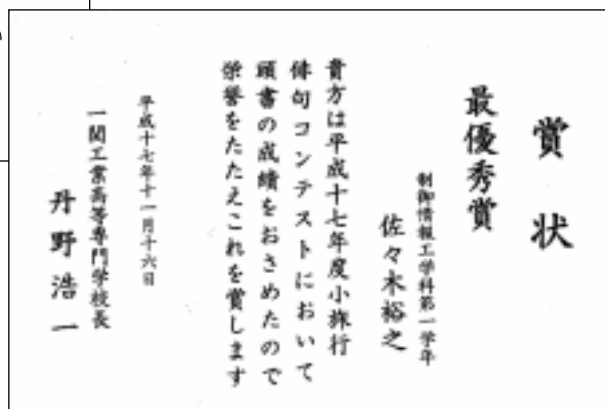 賞状
最優秀賞
制御情報工学科第一学年
佐々木裕之
貴方は平成十七年度小旅行
俳句コンテストにおいて
頭書の成績をおさめたので
栄誉をたたえこれを賞します
平成十七年十一月十六日
一関工業高等専門学校長
丹野浩一